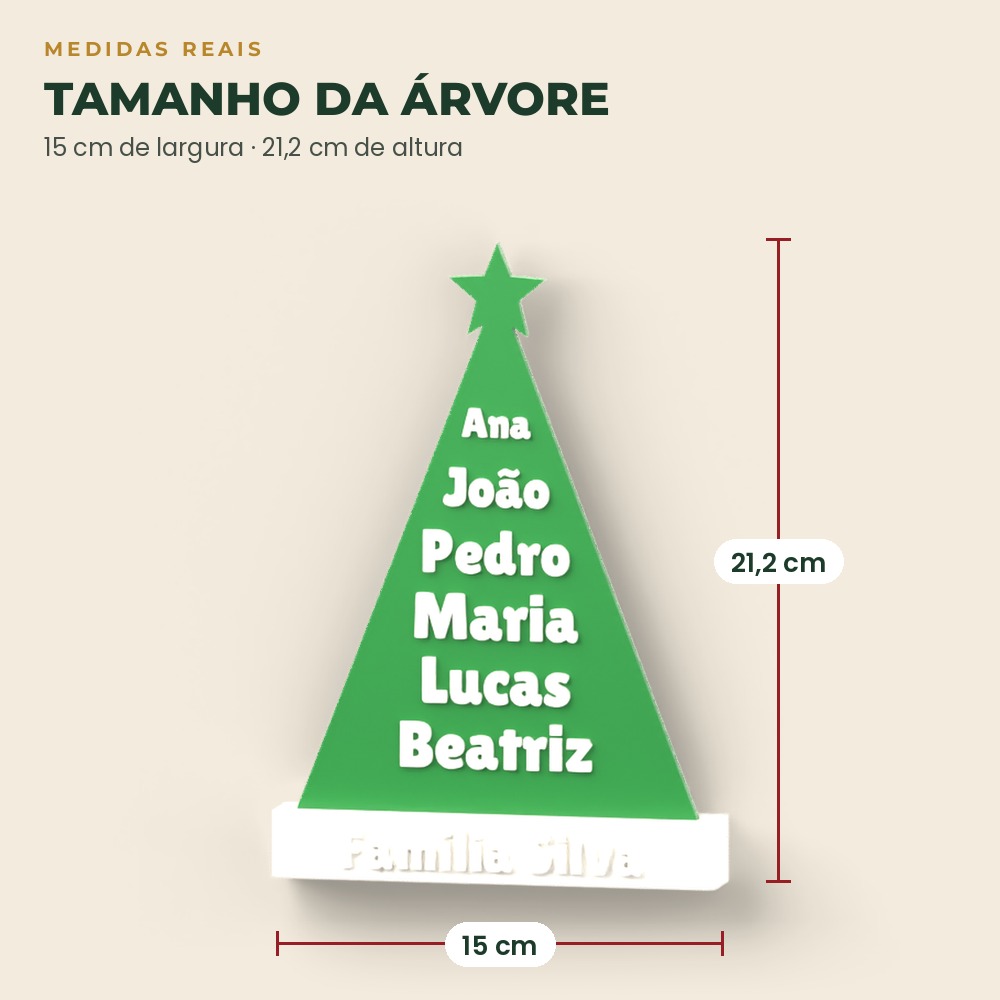 MEDIDAS REAIS
TAMANHO DA ÁRVORE
15 cm de largura · 21,2 cm de altura
Ana
João
Pedro
Maria
Lucas
Beatriz
Família Silva
21,2 cm
15 cm